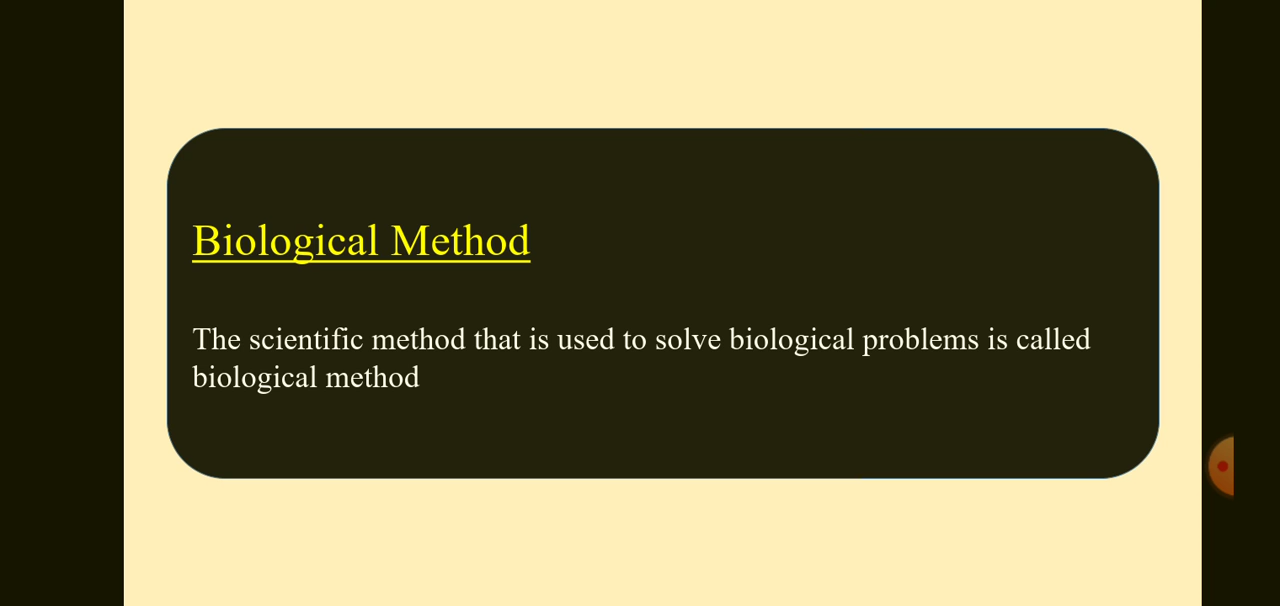 Biological Method
The scientific method that is used to solve biological problems is called
biological method